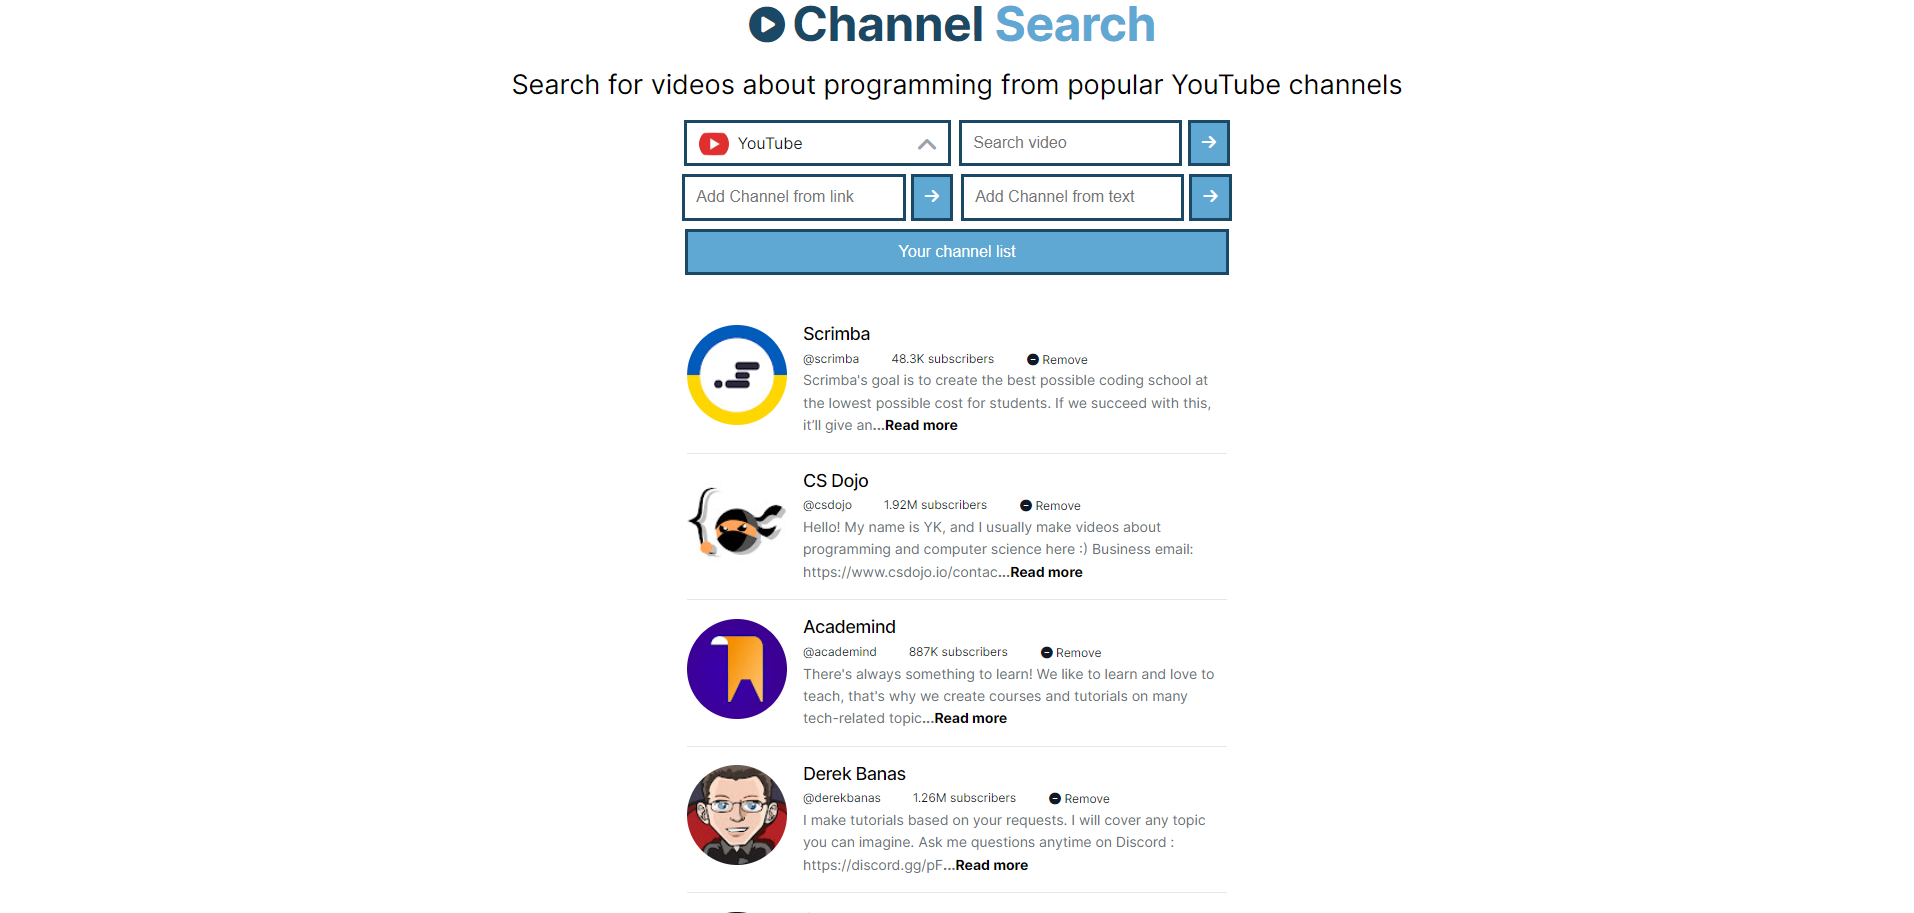 Channel Search
Search for videos about programming from popular YouTube channels
YouTube
Search video
Add Channel from link
Add Channel from text
Your channel list
Scrimba
@scrimba 48.3K subscribers Remove
Scrimba's goal is to create the best possible coding school at
the lowest possible cost for students. If we succeed with this,
it’ll give an...Read more
CS Dojo
@csdojo 1.92M subscribers Remove
Hello! My name is YK, and I usually make videos about
programming and computer science here :) Business email:
https://www.csdojo.io/contac...Read more
Academind
@academind 887K subscribers Remove
There's always something to learn! We like to learn and love to
teach, that's why we create courses and tutorials on many
tech-related topic...Read more
Derek Banas
@derekbanas 1.26M subscribers Remove
I make tutorials based on your requests. I will cover any topic
you can imagine. Ask me questions anytime on Discord :
https://discord.gg/pF...Read more